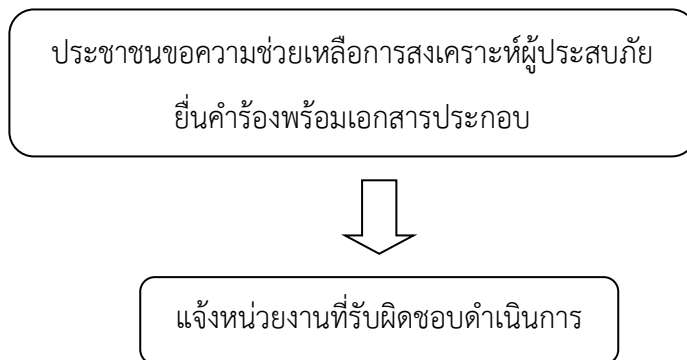 ประชาชนขอความช่วยเหลือการสงเคราะห์ผู้ประสบภัย
ยื่นคำร้องพร้อมเอกสารประกอบ
แจ้งหน่วยงานที่รับผิดชอบดำเนินการ